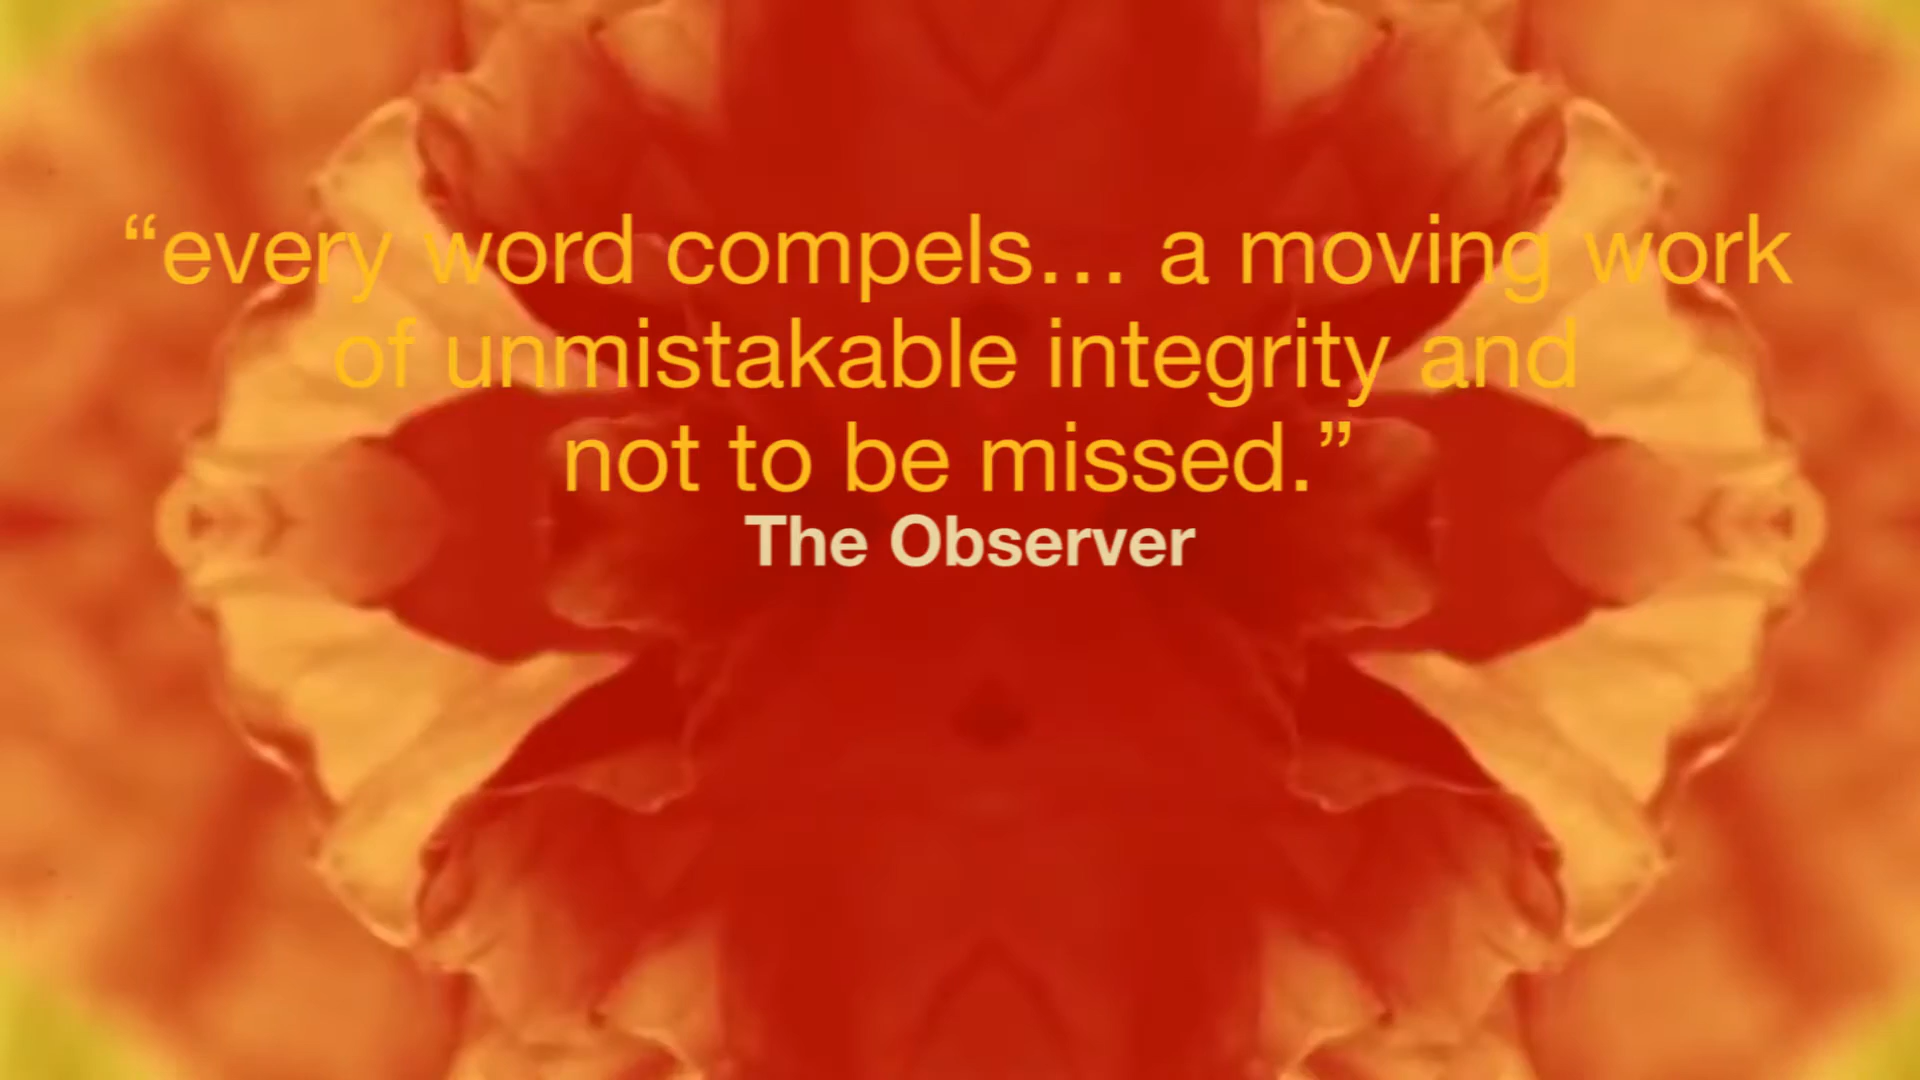 “every word compels… a moving work
of unmistakable integrity and
not to be missed.”
The Observer